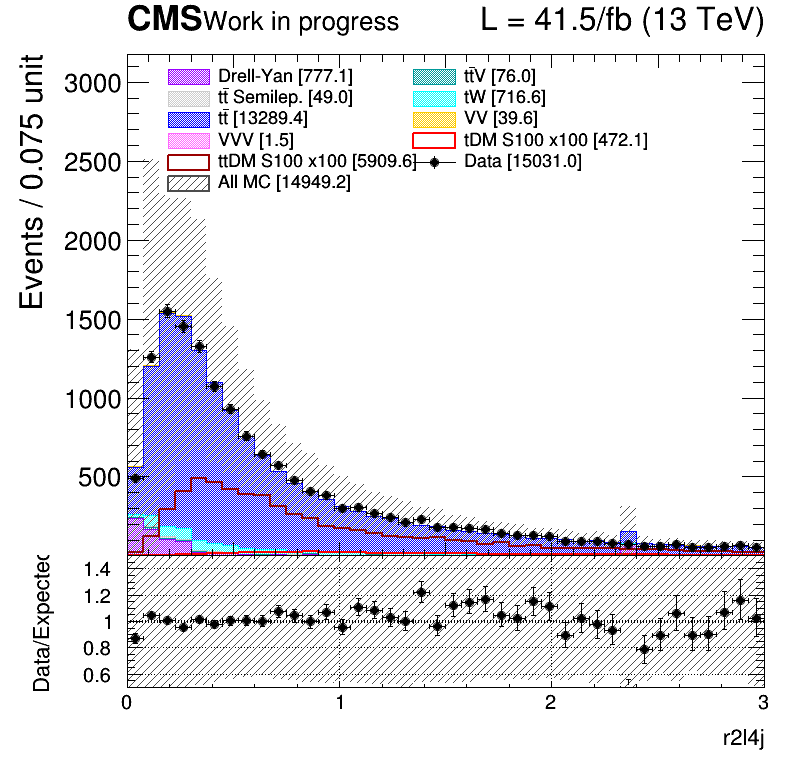 CMS Work in progress L = 41.5/fb (13 TeV)
Events / 0.075 unit
3000
2500
2000
1500
1000
500
Drell-Yan [777.1]
tt̄V [76.0]
tt̄ Semilep. [49.0]
tW [716.6]
tt̄ [13289.4]
VV [39.6]
VVV [1.5]
tDM S100 x100 [472.1]
ttDM S100 x100 [5909.6]
Data [15031.0]
All MC [14949.2]
Data/Expected
1.4
1.2
1
0.8
0.6
0 1 2 3
r2l4j